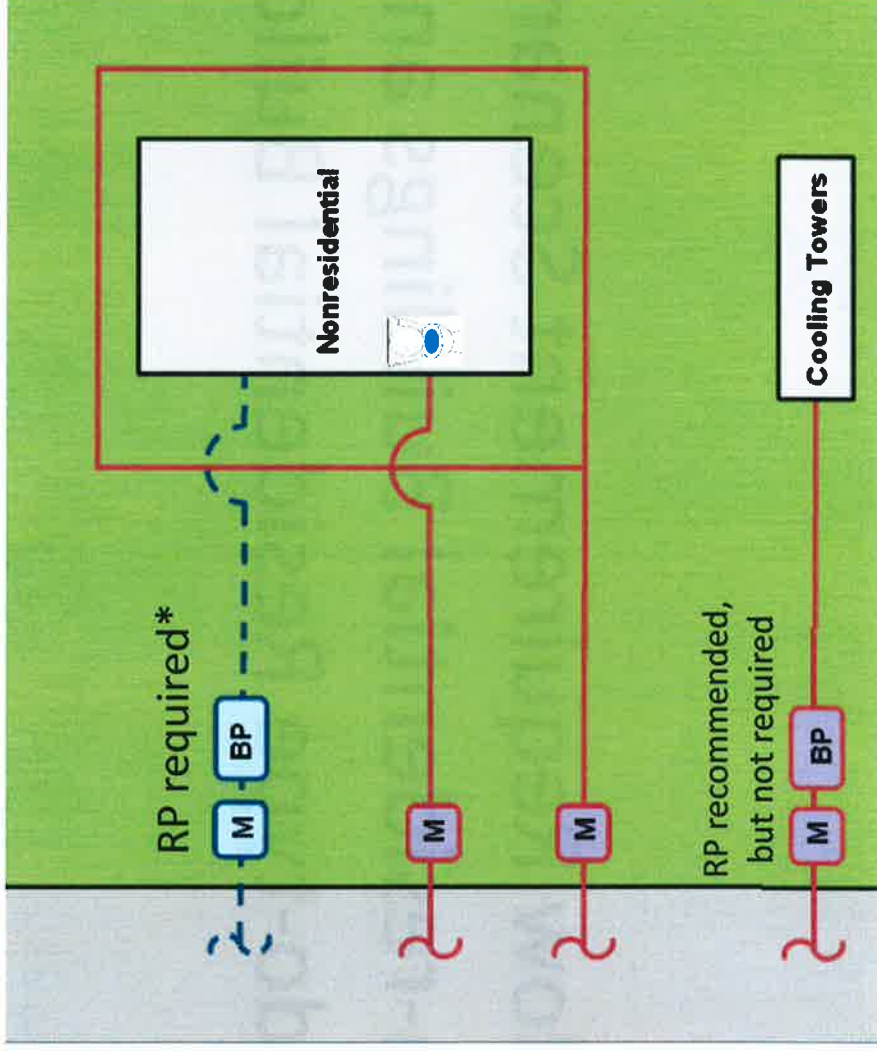 RP required*
M BP
Nonresidential
M
M
RP recommended,
but not required
M BP Cooling Towers